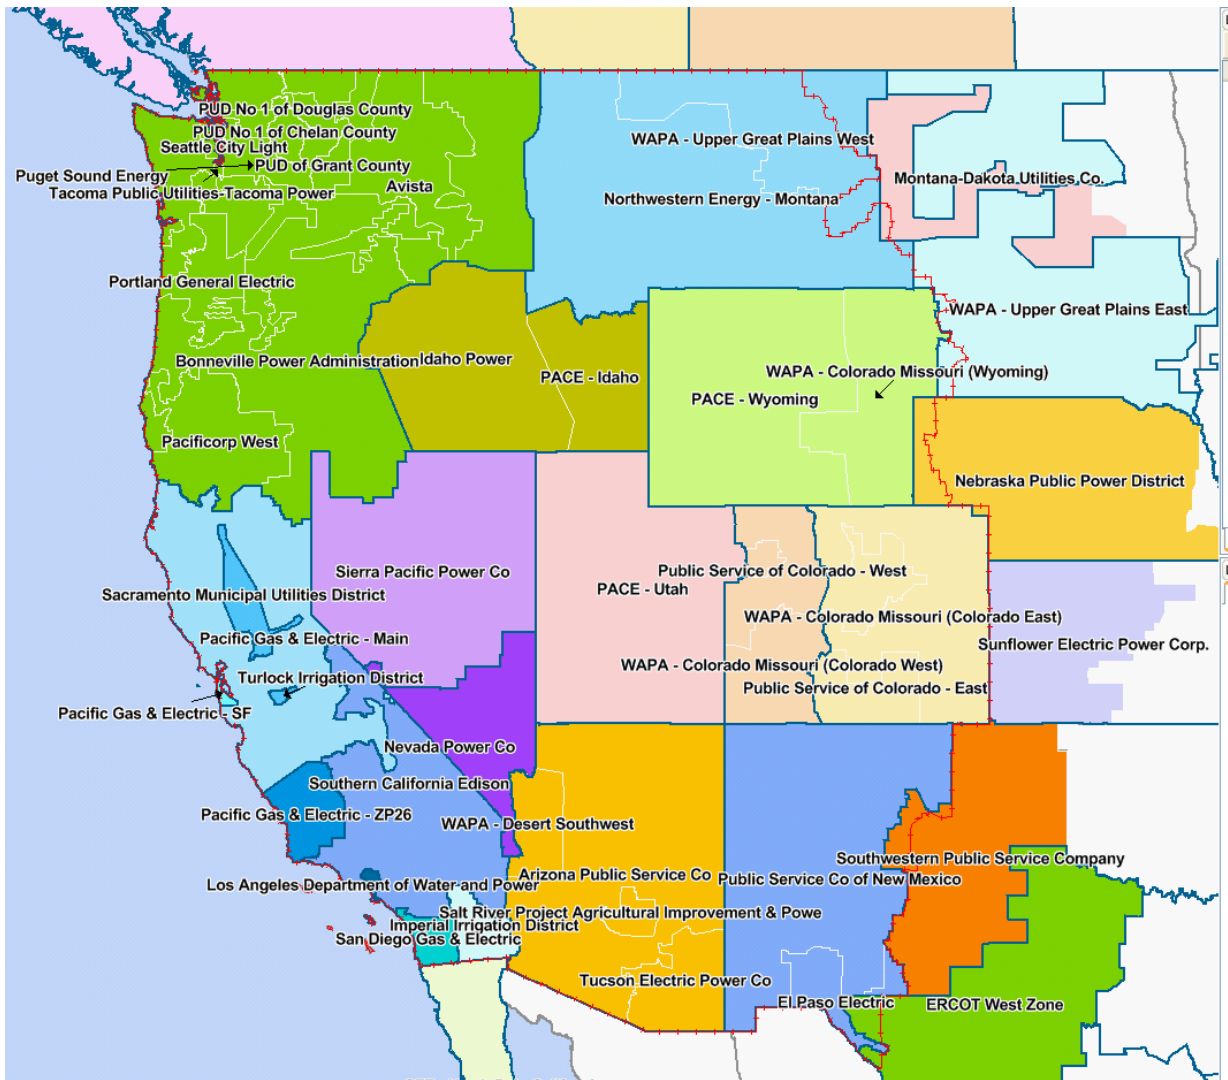 PUD No 1 of Douglas County
PUD No 1 of Chelan County
WAPA - Upper Great Plains West
Seattle City Light
PUD of Grant County
Puget Sound Energy
Montana-Dakota Utilities Co.
Avista
Tacoma Public Utilities-Tacoma Power
Northwestern Energy - Montana
Portland General Electric
WAPA - Upper Great Plains East
Bonneville Power Administration
Idaho Power
WAPA - Colorado Missouri (Wyoming)
PACE - Idaho
PACE - Wyoming
Pacificorp West
Nebraska Public Power District
Sierra Pacific Power Co
Public Service of Colorado - West
PACE - Utah
Sacramento Municipal Utilities District
WAPA - Colorado Missouri (Colorado East)
Pacific Gas & Electric - Main
Sunflower Electric Power Corp.
WAPA - Colorado Missouri (Colorado West)
Turlock Irrigation District
Public Service of Colorado - East
Pacific Gas & Electric - SF
Nevada Power Co
Southern California Edison
Pacific Gas & Electric - ZP26
WAPA - Desert Southwest
Southwestern Public Service Company
Arizona Public Service Co
Public Service Co of New Mexico
Los Angeles Department of Water and Power
Salt River Project Agricultural Improvement & Powe
Imperial Irrigation District
San Diego Gas & Electric
Tucson Electric Power Co
El Paso Electric
ERCOT West Zone